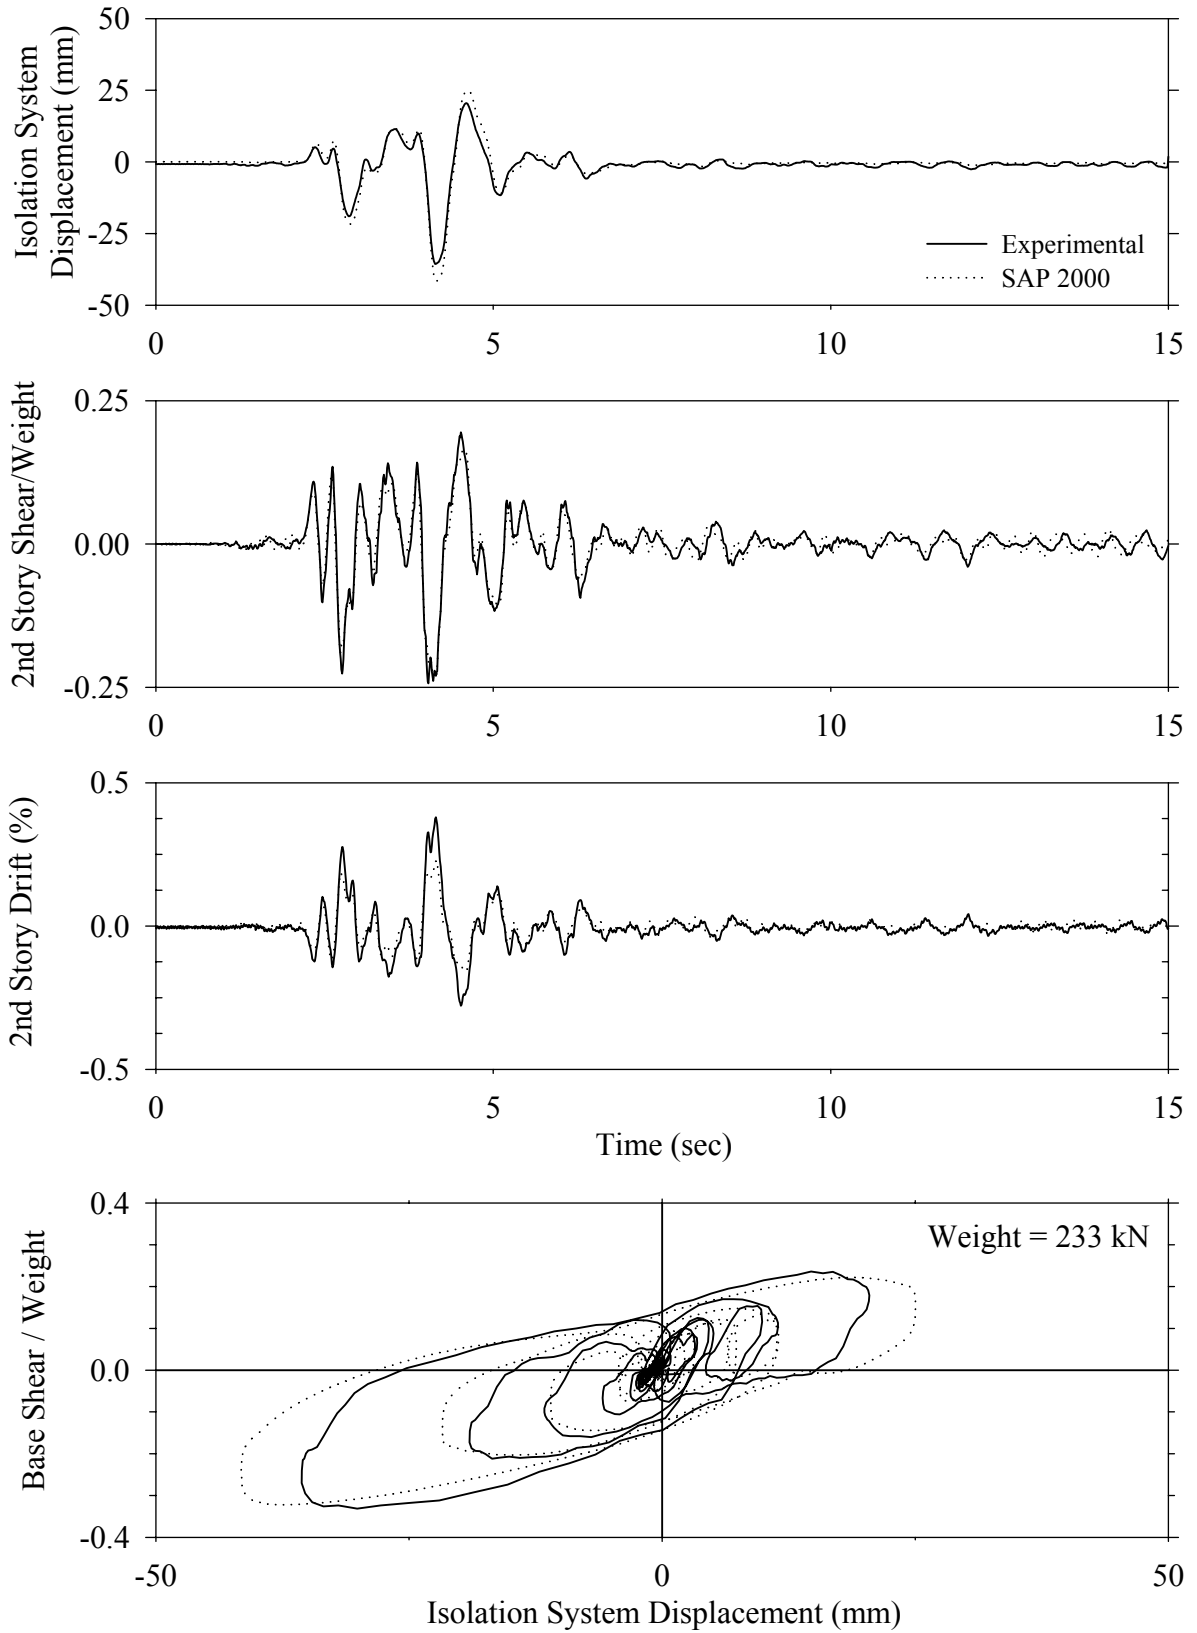 Isolation System
Displacement (mm)
50
25
0
-25
-50
Experimental
SAP 2000
0 5 10 15
2nd Story Shear/Weight
0.25
0.00
-0.25
0 5 10 15
2nd Story Drift (%)
0.5
0.0
-0.5
0 5 10 15
Time (sec)
Base Shear / Weight
0.4
0.0
-0.4
Weight = 233 kN
-50 0 50
Isolation System Displacement (mm)